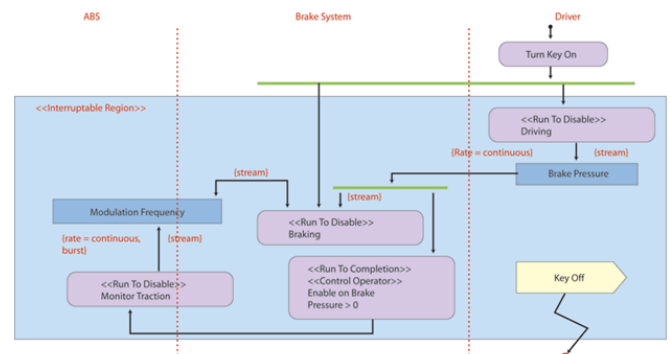 ABS
Brake System
Driver
Turn Key On
<<Interruptable Region>>
<<Run To Disable>>
Driving
{Rate = continuous}
{stream}
Brake Pressure
{stream}
{stream}
Modulation Frequency
<<Run To Disable>>
Braking
{rate = continuous,
burst}
{stream}
<<Run To Completion>>
<<Control Operator>>
Enable on Brake
Pressure > 0
<<Run To Disable>>
Monitor Traction
Key Off